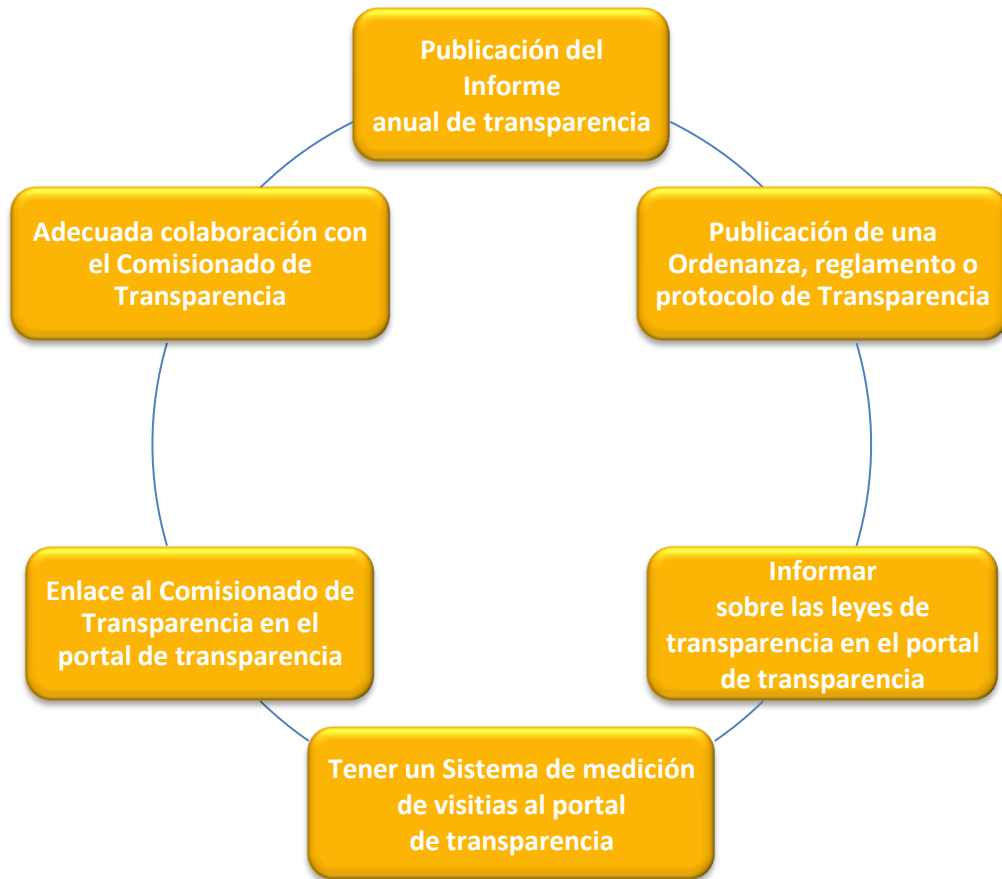 Publicación del
Informe
anual de transparencia
Publicación de una
Ordenanza, reglamento o
protocolo de Transparencia
Informar
sobre las leyes de
transparencia en el portal
de transparencia
Tener un Sistema de medición
de visitias al portal
de transparencia
Enlace al Comisionado de
Transparencia en el
portal de transparencia
Adecuada colaboración con
el Comisionado de
Transparencia